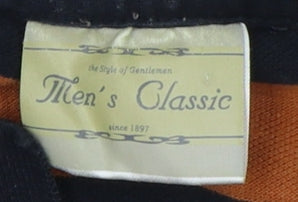 the Style of Gentlemen
Men's Classic
since 1897